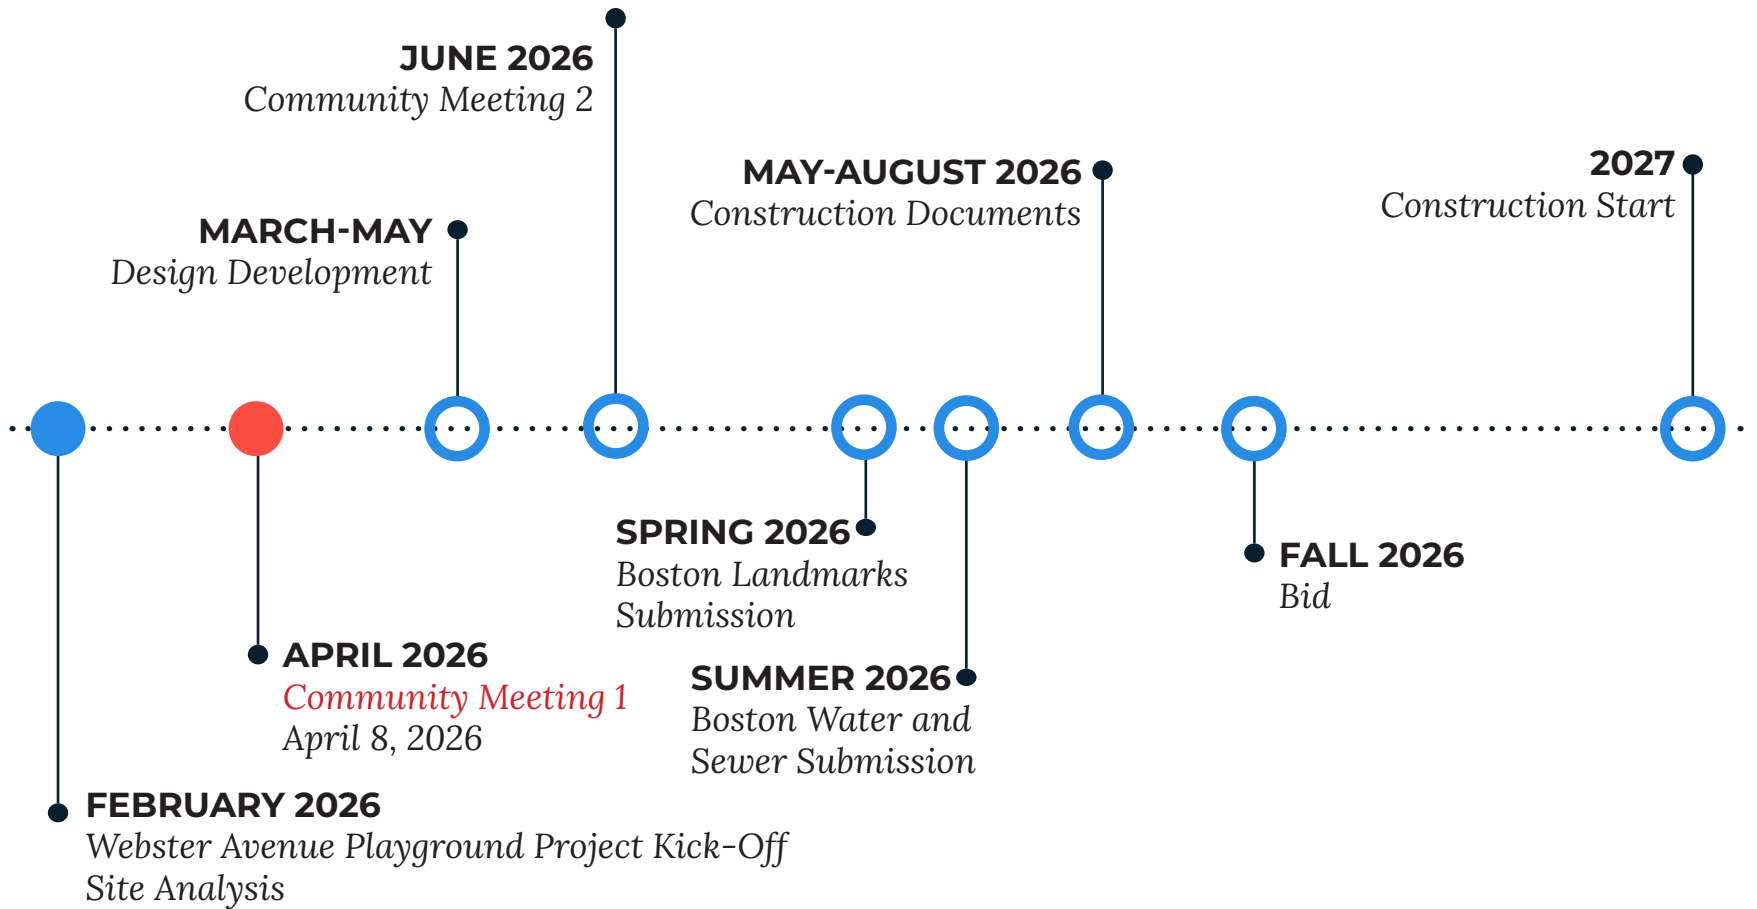 JUNE 2026
Community Meeting 2
MAY-AUGUST 2026
Construction Documents
2027
Construction Start
MARCH-MAY
Design Development
SPRING 2026
Boston Landmarks
Submission
FALL 2026
Bid
APRIL 2026
Community Meeting 1
April 8, 2026
SUMMER 2026
Boston Water and
Sewer Submission
FEBRUARY 2026
Webster Avenue Playground Project Kick-Off
Site Analysis